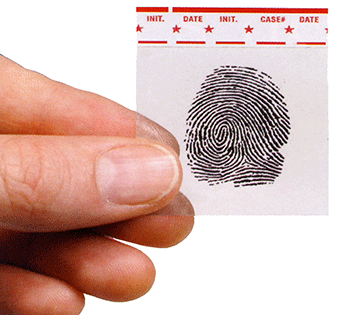 INIT. DATE INIT. CASE# DATE